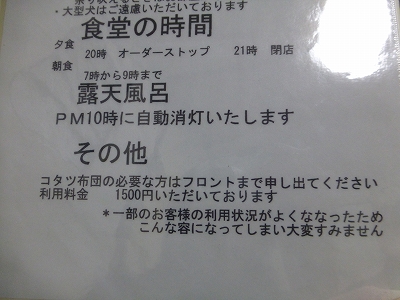 ・大型犬はご遠慮いただいております
食堂の時間
夕食
20時 オーダーストップ 21時 閉店
朝食
7時から9時まで
露天風呂
PM10時に自動消灯いたします
その他
コタツ布団の必要な方はフロントまで申し出てください
利用料金 1500円いただいております
*一部のお客様の利用状況がよくなななったため
こんな容になってしまい大変すみません